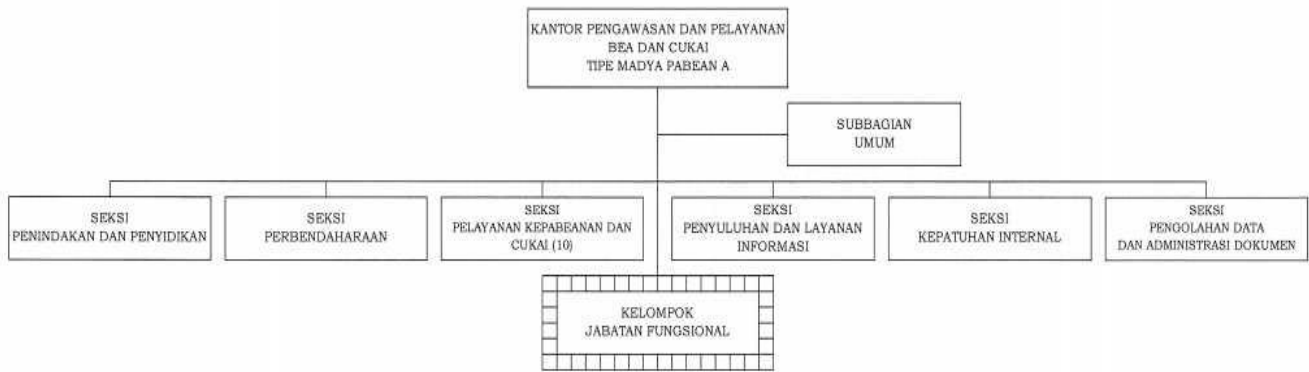 KANTOR PENGAWASAN DAN PELAYANAN
BEA DAN CUKAI
TIPE MADYA PABEAN A
SUBBAGIAN
UMUM
SEKSI
PENINDAKAN DAN PENYIDIKAN
SEKSI
PERBENDAHARAAN
SEKSI
PELAYANAN KEPABEANAN DAN
CUKAI (10)
SEKSI
PENYULUHAN DAN LAYANAN
INFORMASI
SEKSI
KEPATUHAN INTERNAL
SEKSI
PENGOLAHAN DATA
DAN ADMINISTRASI DOKUMEN
KELOMPOK
JABATAN FUNGSIONAL